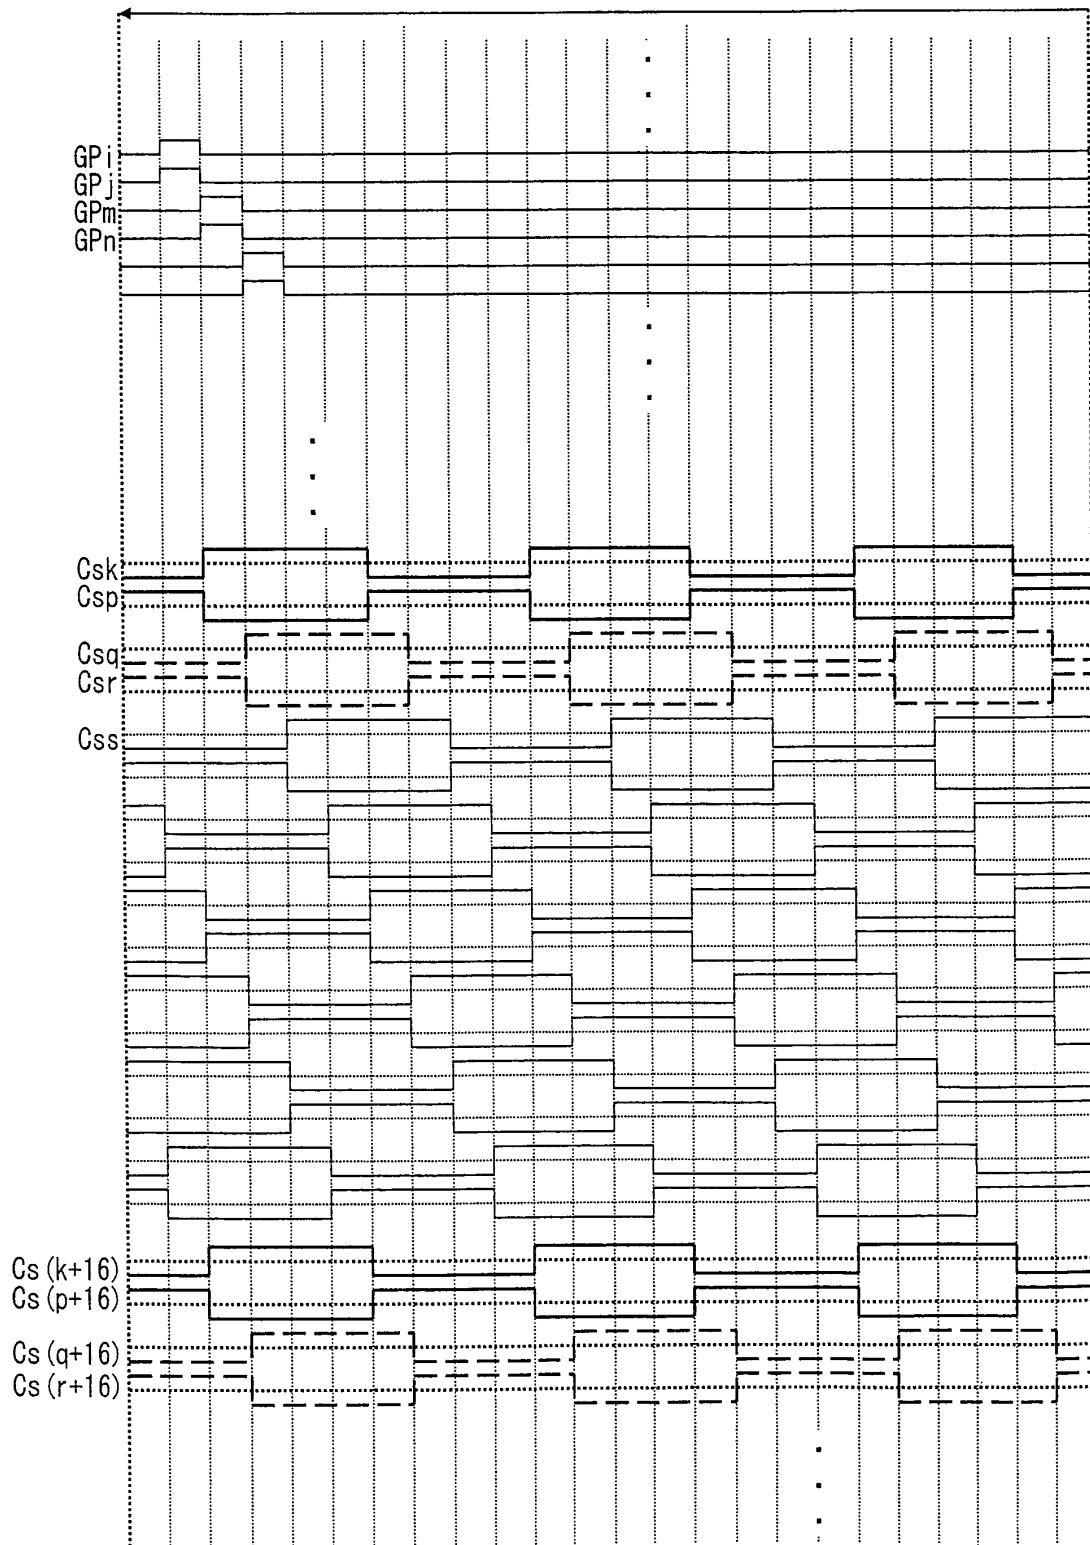 GPi
GPj
GPm
GPn
Csk
Csp
Csq
Csr
Css
Cs(k+16)
Cs(p+16)
Cs(q+16)
Cs(r+16)